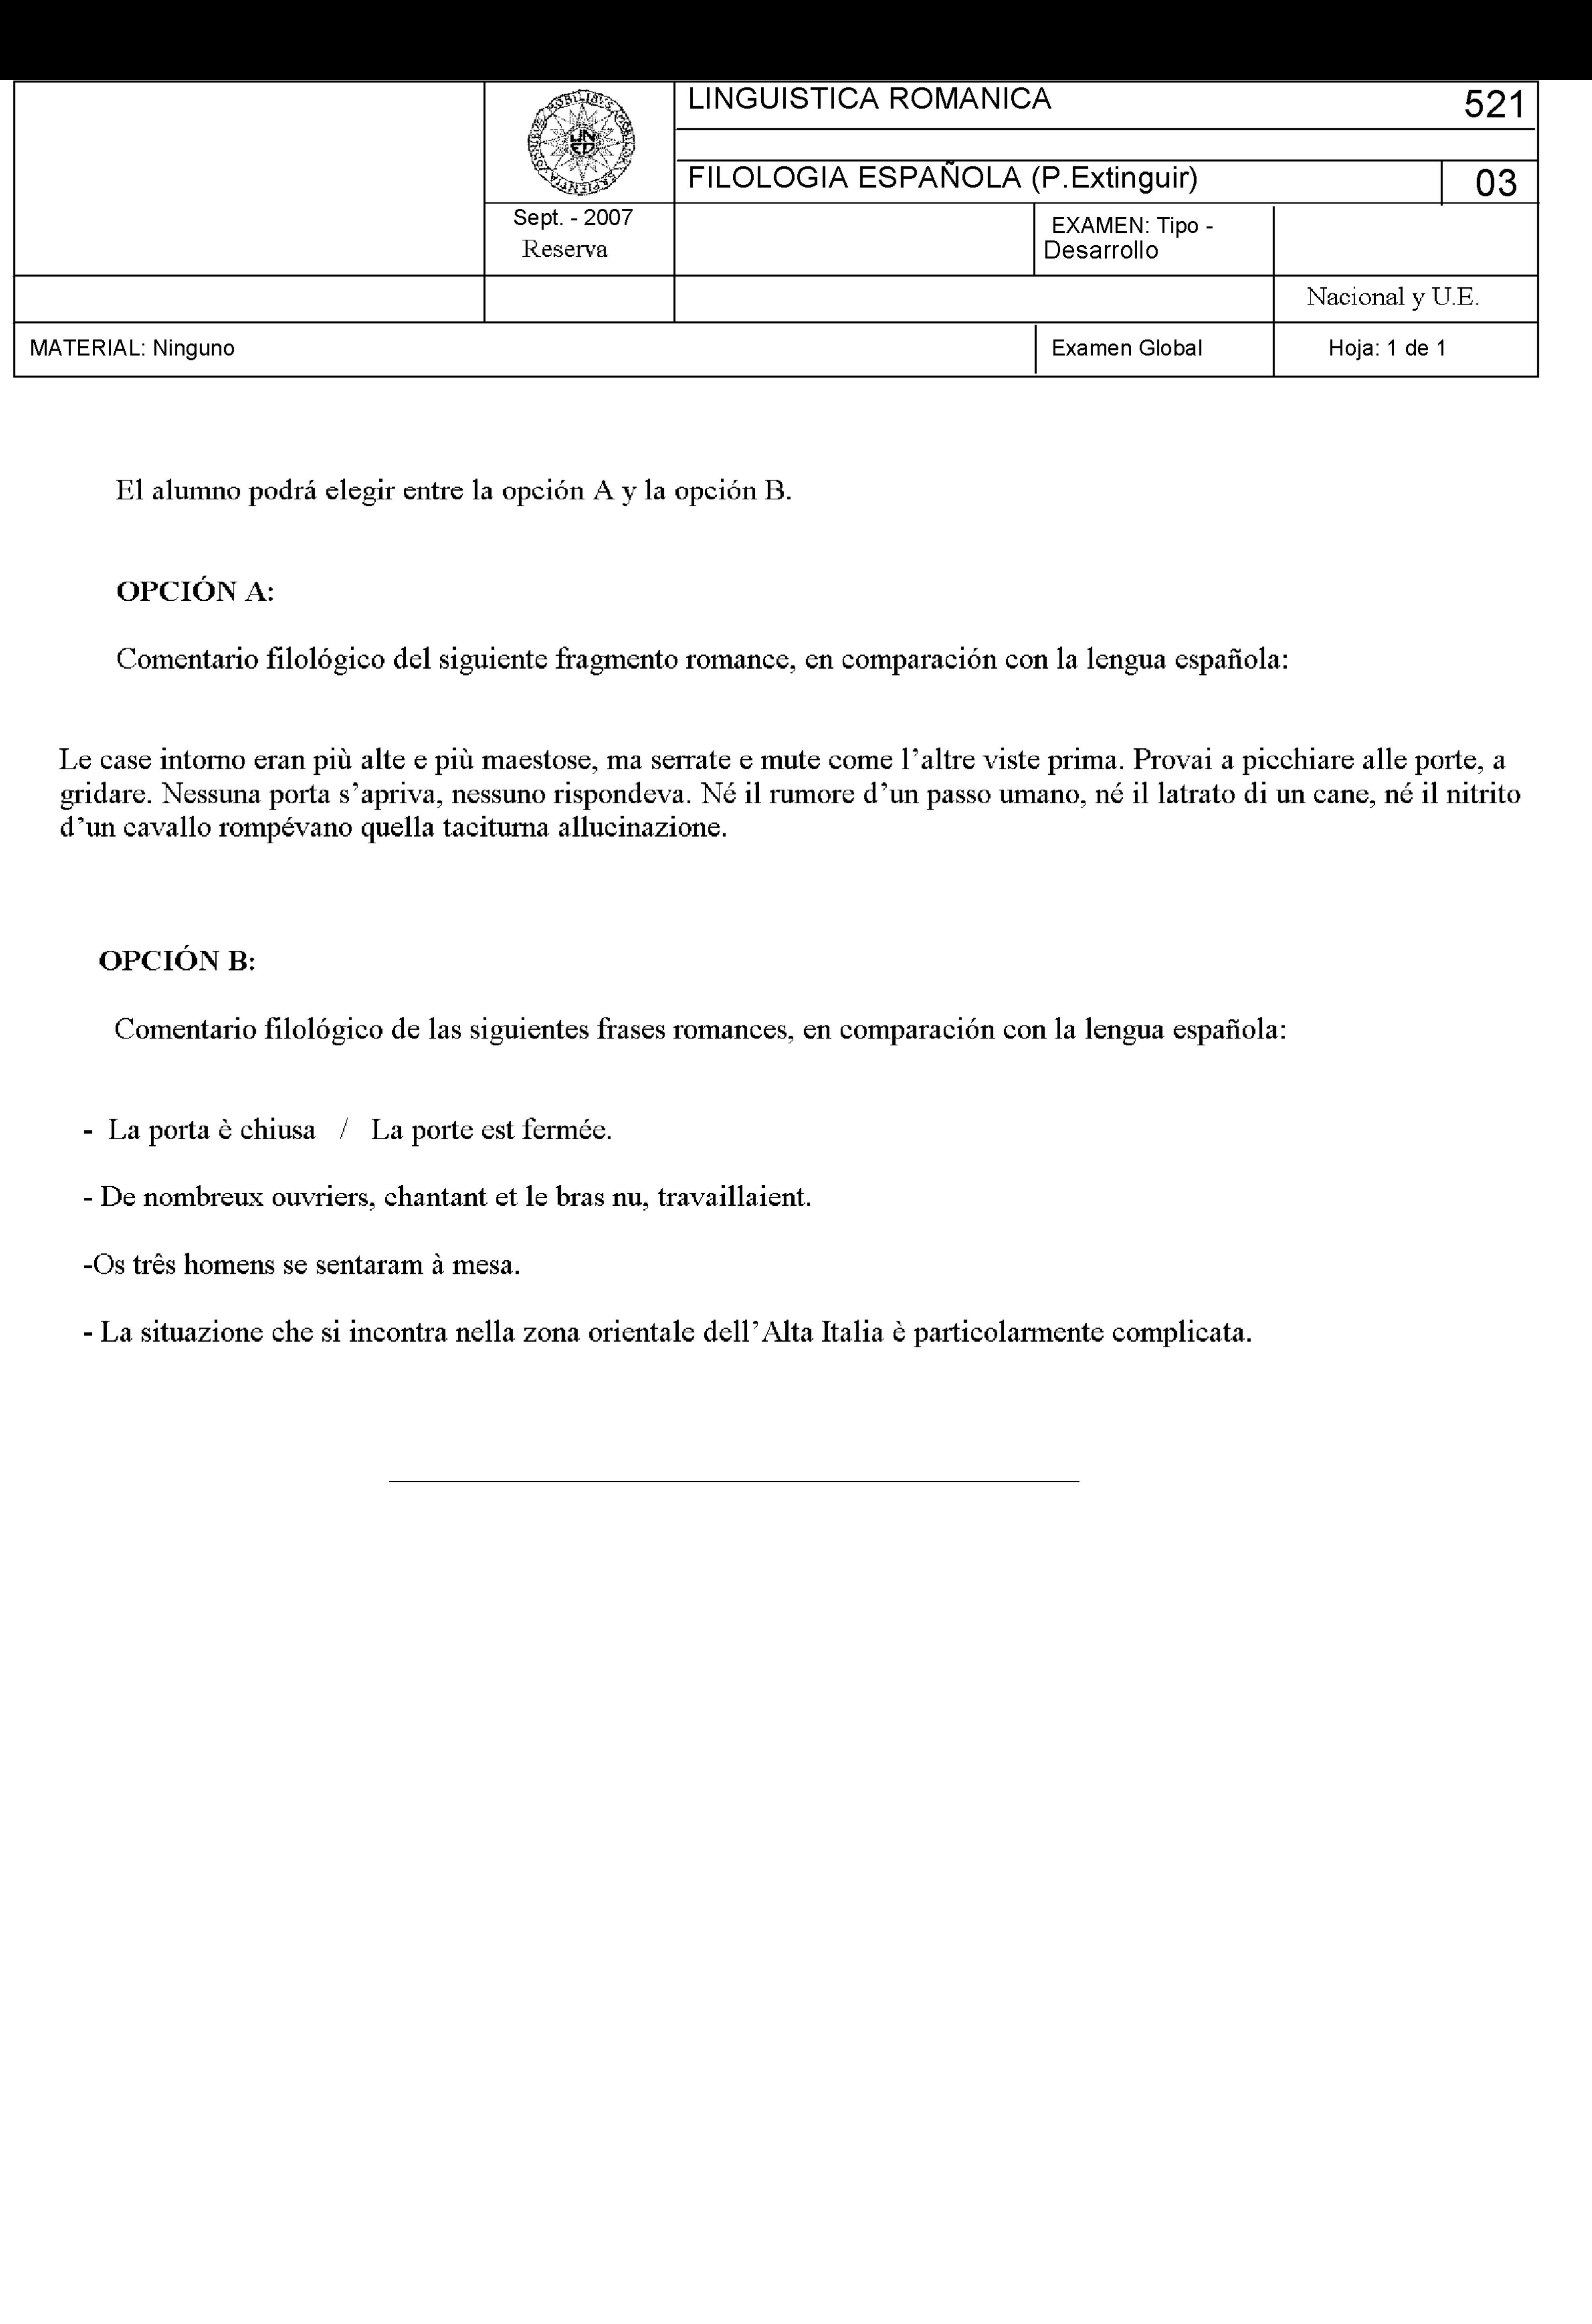 LINGUISTICA ROMANICA 521
FILOLOGIA ESPAÑOLA (P.Extinguir) 03
UN
ED
Sept. - 2007
Reserva
EXAMEN: Tipo -
Desarrollo
Nacional y U.E.
MATERIAL: Ninguno Examen Global Hoja: 1 de 1
El alumno podrá elegir entre la opción A y la opción B.
OPCIÓN A:
Comentario filológico del siguiente fragmento romance, en comparación con la lengua española:
Le case intorno eran più alte e più maestose, ma serrate e mute come l’altre viste prima. Provai a picchiare alle porte, a
gridare. Nessuna porta s’apriva, nessuno rispondeva. Né il rumore d’un passo umano, né il latrato di un cane, né il nitrito
d’un cavallo rompévano quella taciturna allucinazione.
OPCIÓN B:
Comentario filológico de las siguientes frases romances, en comparación con la lengua española:
- La porta è chiusa / La porte est fermée.
- De nombreux ouvriers, chantant et le bras nu, travaillaient.
-Os três homens se sentaram à mesa.
- La situazione che si incontra nella zona orientale dell’Alta Italia è particolarmente complicata.